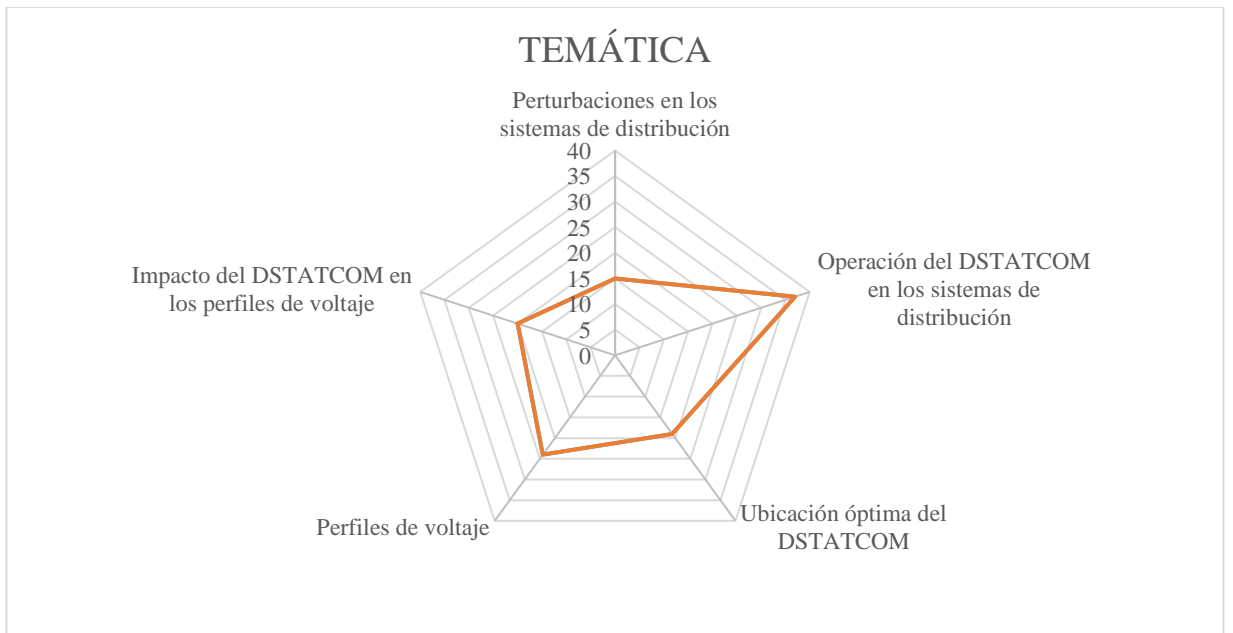 TEMÁTICA
Perturbaciones en los
sistemas de distribución
40
35
30
25
20
15
10
5
0
Operación del DSTATCOM
en los sistemas de
distribución
Ubicación óptima del
DSTATCOM
Perfiles de voltaje
Impacto del DSTATCOM en
los perfiles de voltaje